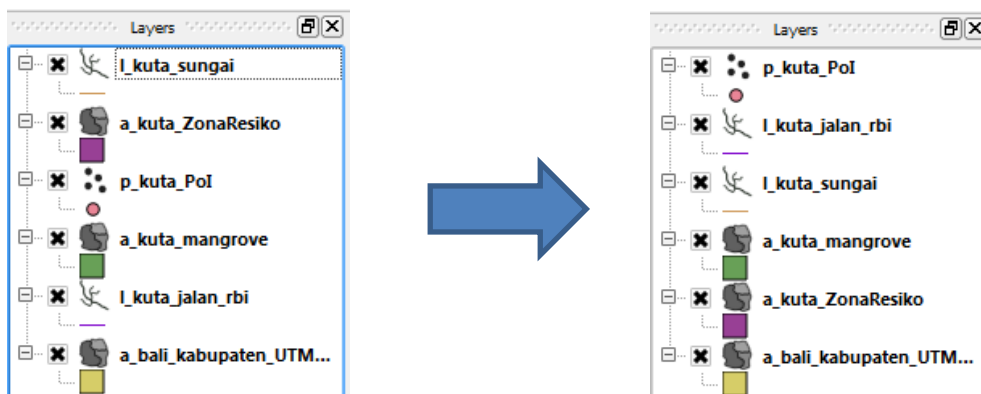 Layers
l_kuta_sungai
a_kuta_ZonaResiko
p_kuta_PoI
a_kuta_mangrove
l_kuta_jalan_rbi
a_bali_kabupaten_UTM...
Layers
p_kuta_PoI
l_kuta_jalan_rbi
l_kuta_sungai
a_kuta_mangrove
a_kuta_ZonaResiko
a_bali_kabupaten_UTM...